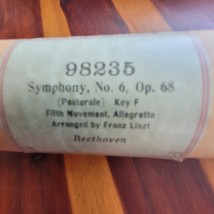 98235
Symphony, No. 6, Op. 68
(Pastorale) Key F
Fifth Movement, Allegretto
Arranged by Franz Liszt
Beethoven